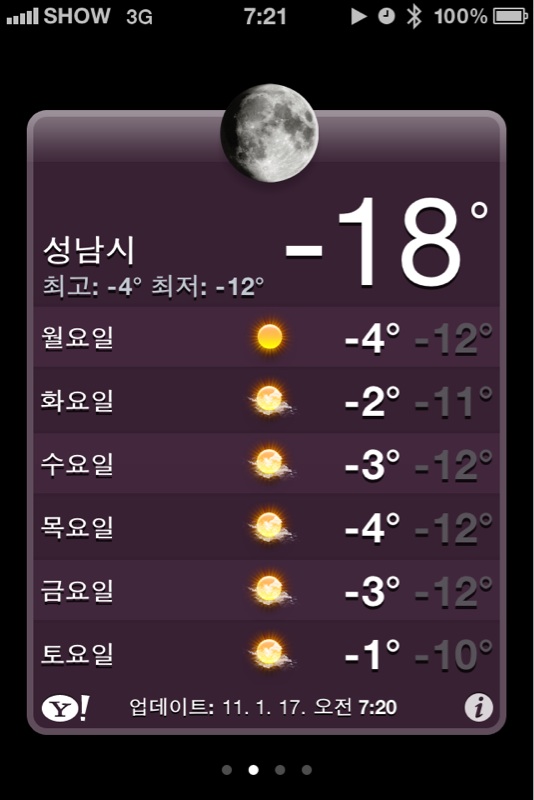 SHOW 3G 7:21 100%
성남시 -18°
최고: -4° 최저: -12°
월요일 -4° -12°
화요일 -2° -11°
수요일 -3° -12°
목요일 -4° -12°
금요일 -3° -12°
토요일 -1° -10°
Y! 업데이트: 11. 1. 17. 오전 7:20 i